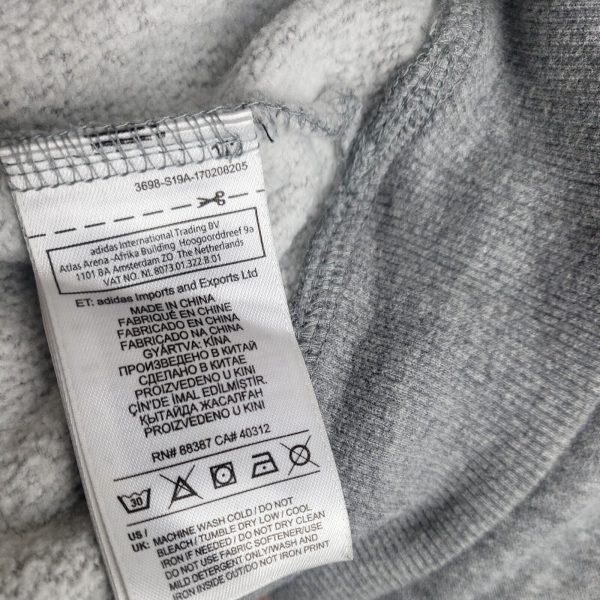 3698-S19A-170208205
adidas International Trading BV
Atlas Arena -Afrika Building Hoogoorddreef 9a
1101 BA Amsterdam ZO The Netherlands
VAT NO. NL 8073.01.322.B.01
ET: adidas Imports and Exports Ltd
MADE IN CHINA
FABRIQUÉ EN CHINE
FABRICADO EN CHINA
FABRICADO NA CHINA
GYÁRTVA: KÍNA
ПРОИЗВЕДЕНО В КИТАЙ
СДЕЛАНО В КИТАЕ
PROIZVEDENO U KINI
ÇİN'DE İMAL EDİLMİŞTİR.
ҚЫТАЙДА ЖАСАЛҒАН
PROIZVEDENO U KINI
RN# 88387 CA# 40312
30
US / UK: MACHINE WASH COLD / DO NOT
BLEACH / TUMBLE DRY LOW / COOL
IRON IF NEEDED / DO NOT DRY CLEAN
DO NOT USE FABRIC SOFTENER/USE
MILD DETERGENT ONLY/WASH AND
IRON INSIDE OUT/DO NOT IRON PRINT